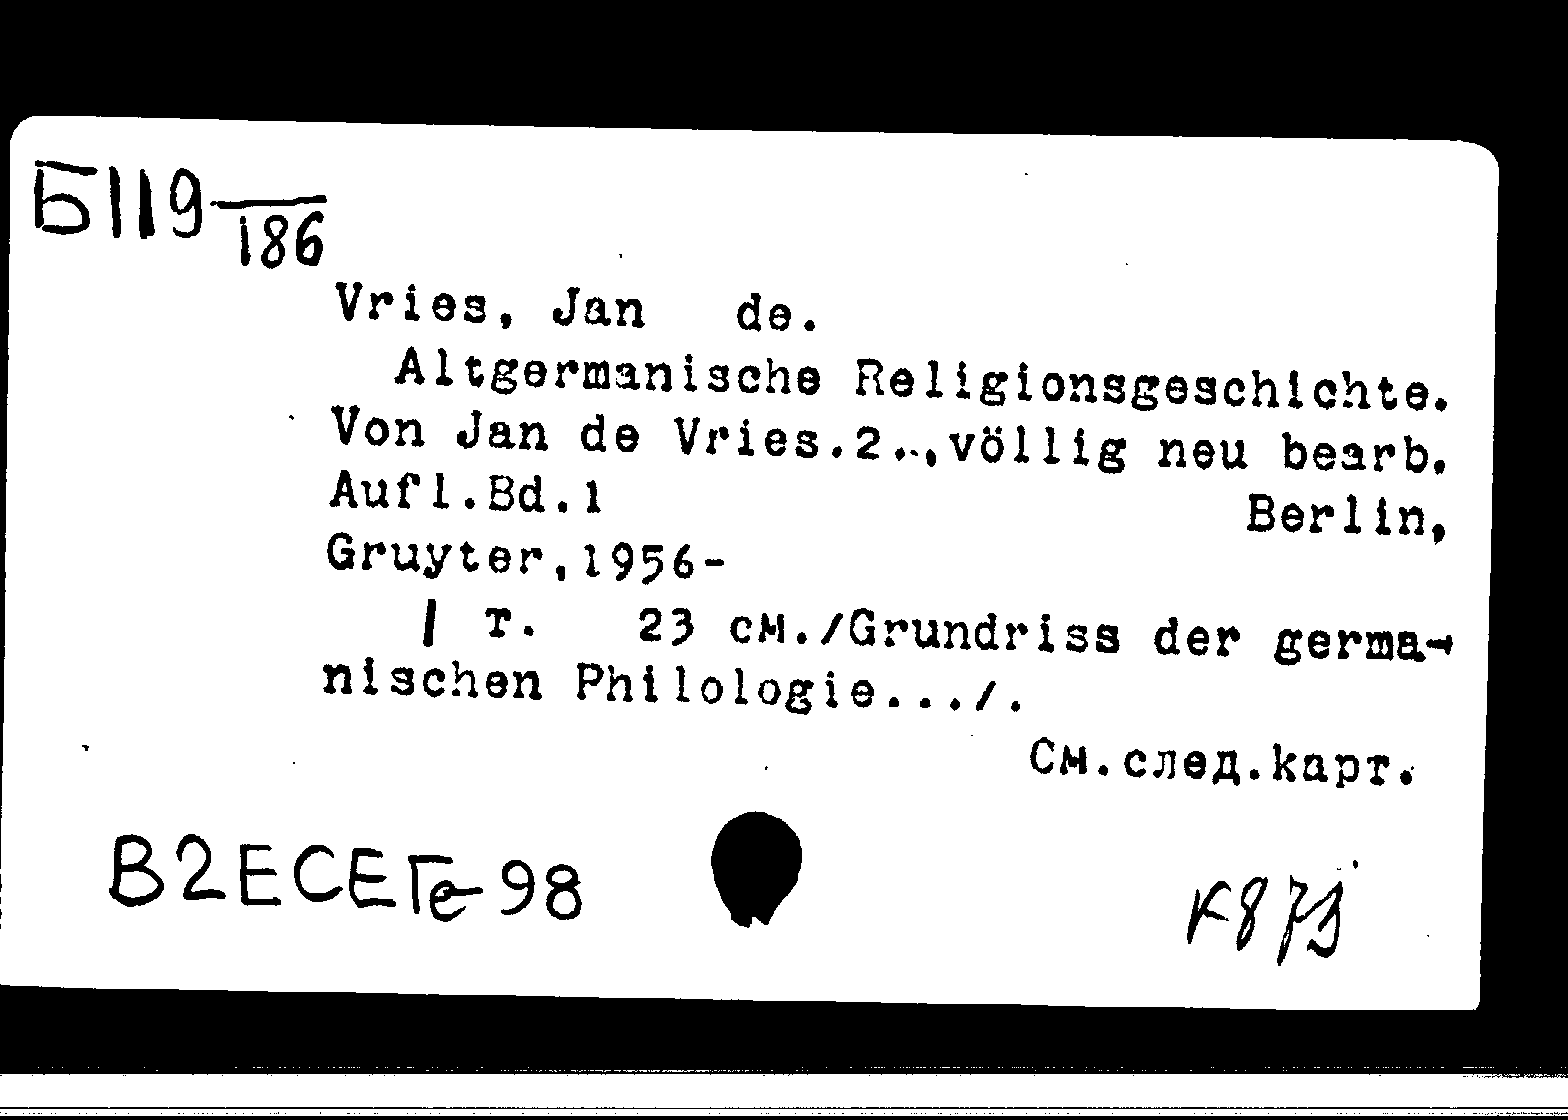 Б119
186
Vries, Jan de.
Altgermanische Religionsgeschichte.
Von Jan de Vries.2..,völlig neu bearb.
Aufl.Bd.1 Berlin,
Gruyter,1956-
1 т. 23 см./Grundriss der germa-
nischen Philologie.../.
См.след.карт.
В2ЕСЕГе-98